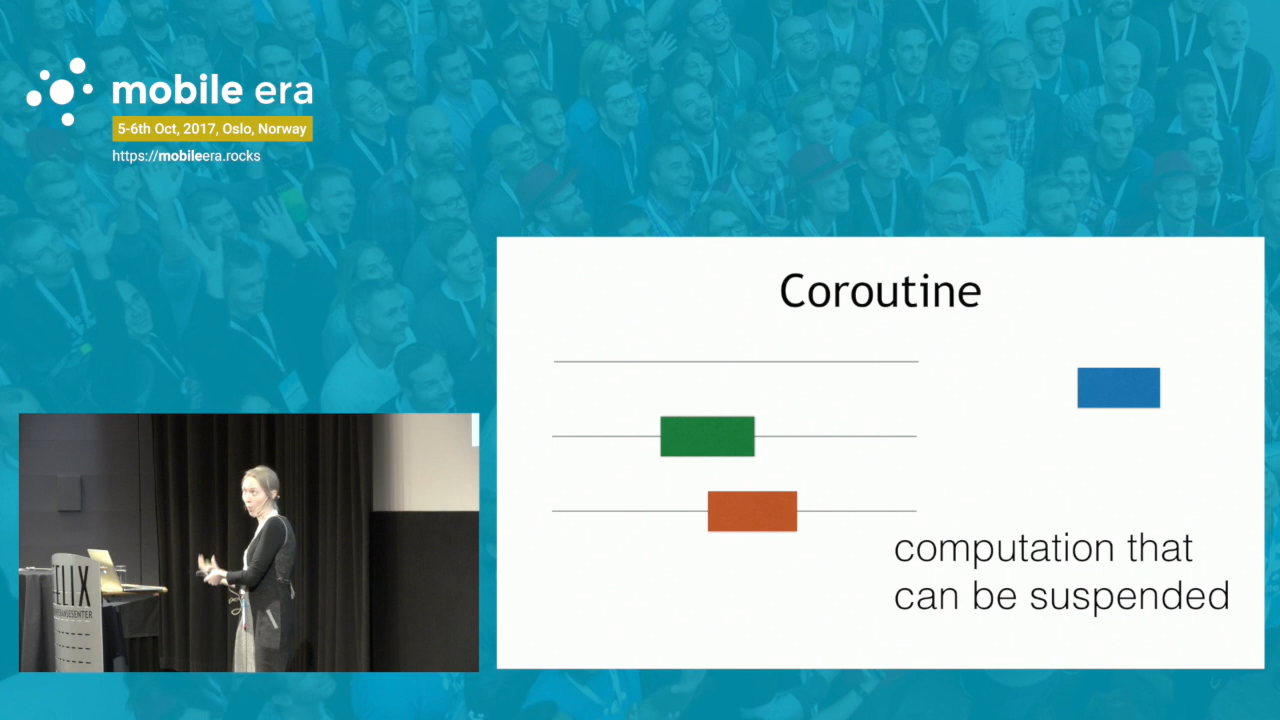 mobile era
5-6th Oct, 2017, Oslo, Norway
https://mobileera.rocks
Coroutine
computation that
can be suspended